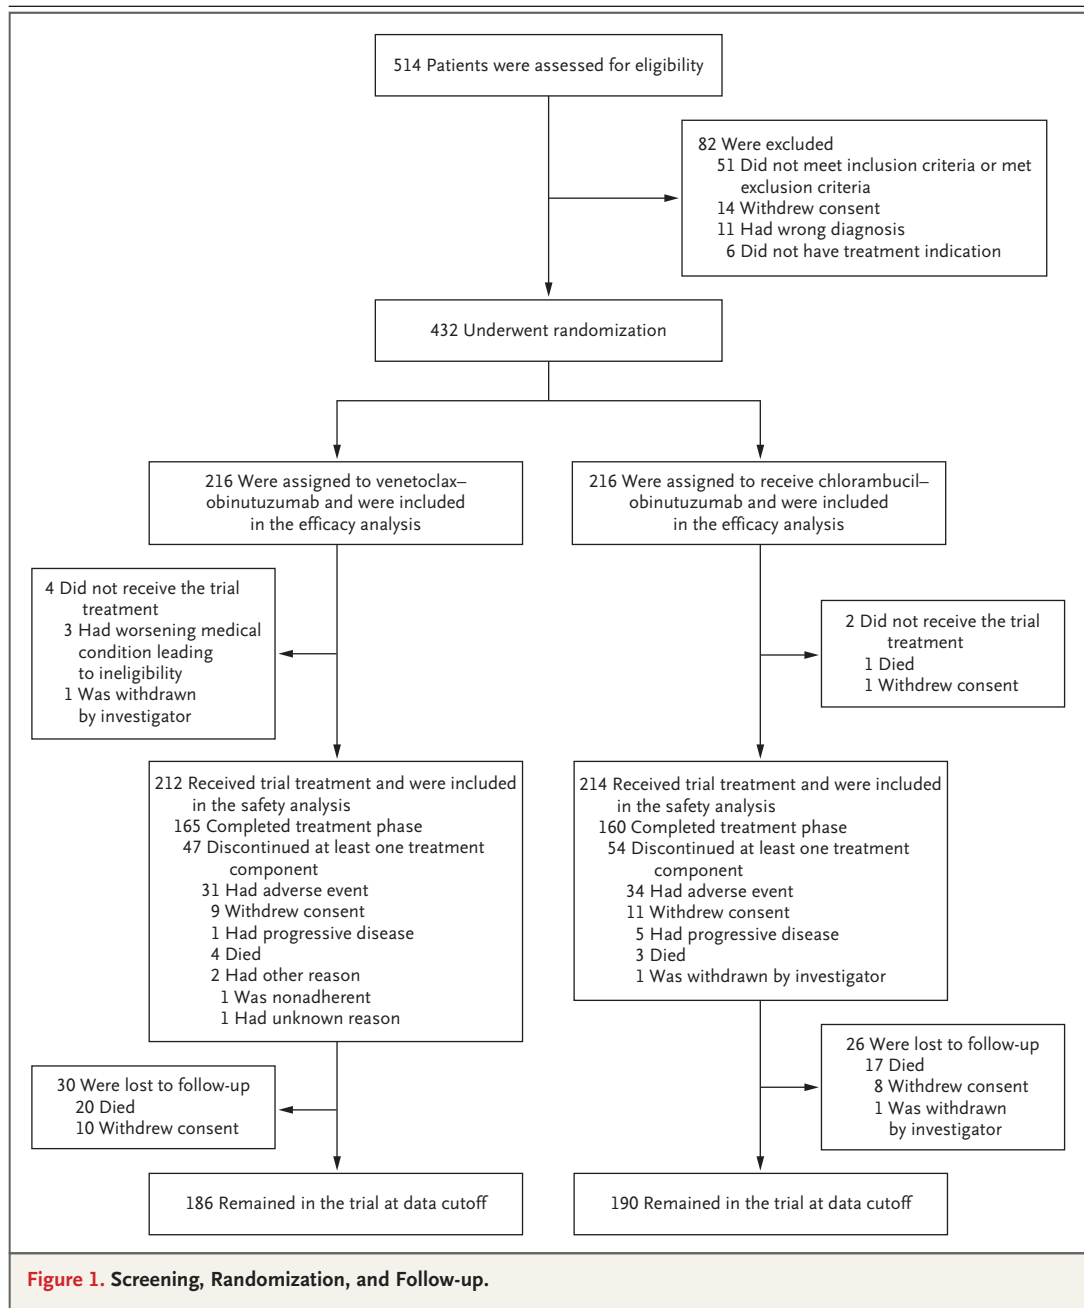 514 Patients were assessed for eligibility
82 Were excluded
51 Did not meet inclusion criteria or met
exclusion criteria
14 Withdrew consent
11 Had wrong diagnosis
6 Did not have treatment indication
432 Underwent randomization
216 Were assigned to venetoclax–
obinutuzumab and were included
in the efficacy analysis
216 Were assigned to receive chlorambucil–
obinutuzumab and were included
in the efficacy analysis
4 Did not receive the trial
treatment
3 Had worsening medical
condition leading
to ineligibility
1 Was withdrawn
by investigator
2 Did not receive the trial
treatment
1 Died
1 Withdrew consent
212 Received trial treatment and were included
in the safety analysis
165 Completed treatment phase
47 Discontinued at least one treatment
component
31 Had adverse event
9 Withdrew consent
1 Had progressive disease
4 Died
2 Had other reason
1 Was nonadherent
1 Had unknown reason
214 Received trial treatment and were included
in the safety analysis
160 Completed treatment phase
54 Discontinued at least one treatment
component
34 Had adverse event
11 Withdrew consent
5 Had progressive disease
3 Died
1 Was withdrawn by investigator
30 Were lost to follow-up
20 Died
10 Withdrew consent
26 Were lost to follow-up
17 Died
8 Withdrew consent
1 Was withdrawn
by investigator
186 Remained in the trial at data cutoff
190 Remained in the trial at data cutoff
Figure 1. Screening, Randomization, and Follow-up.